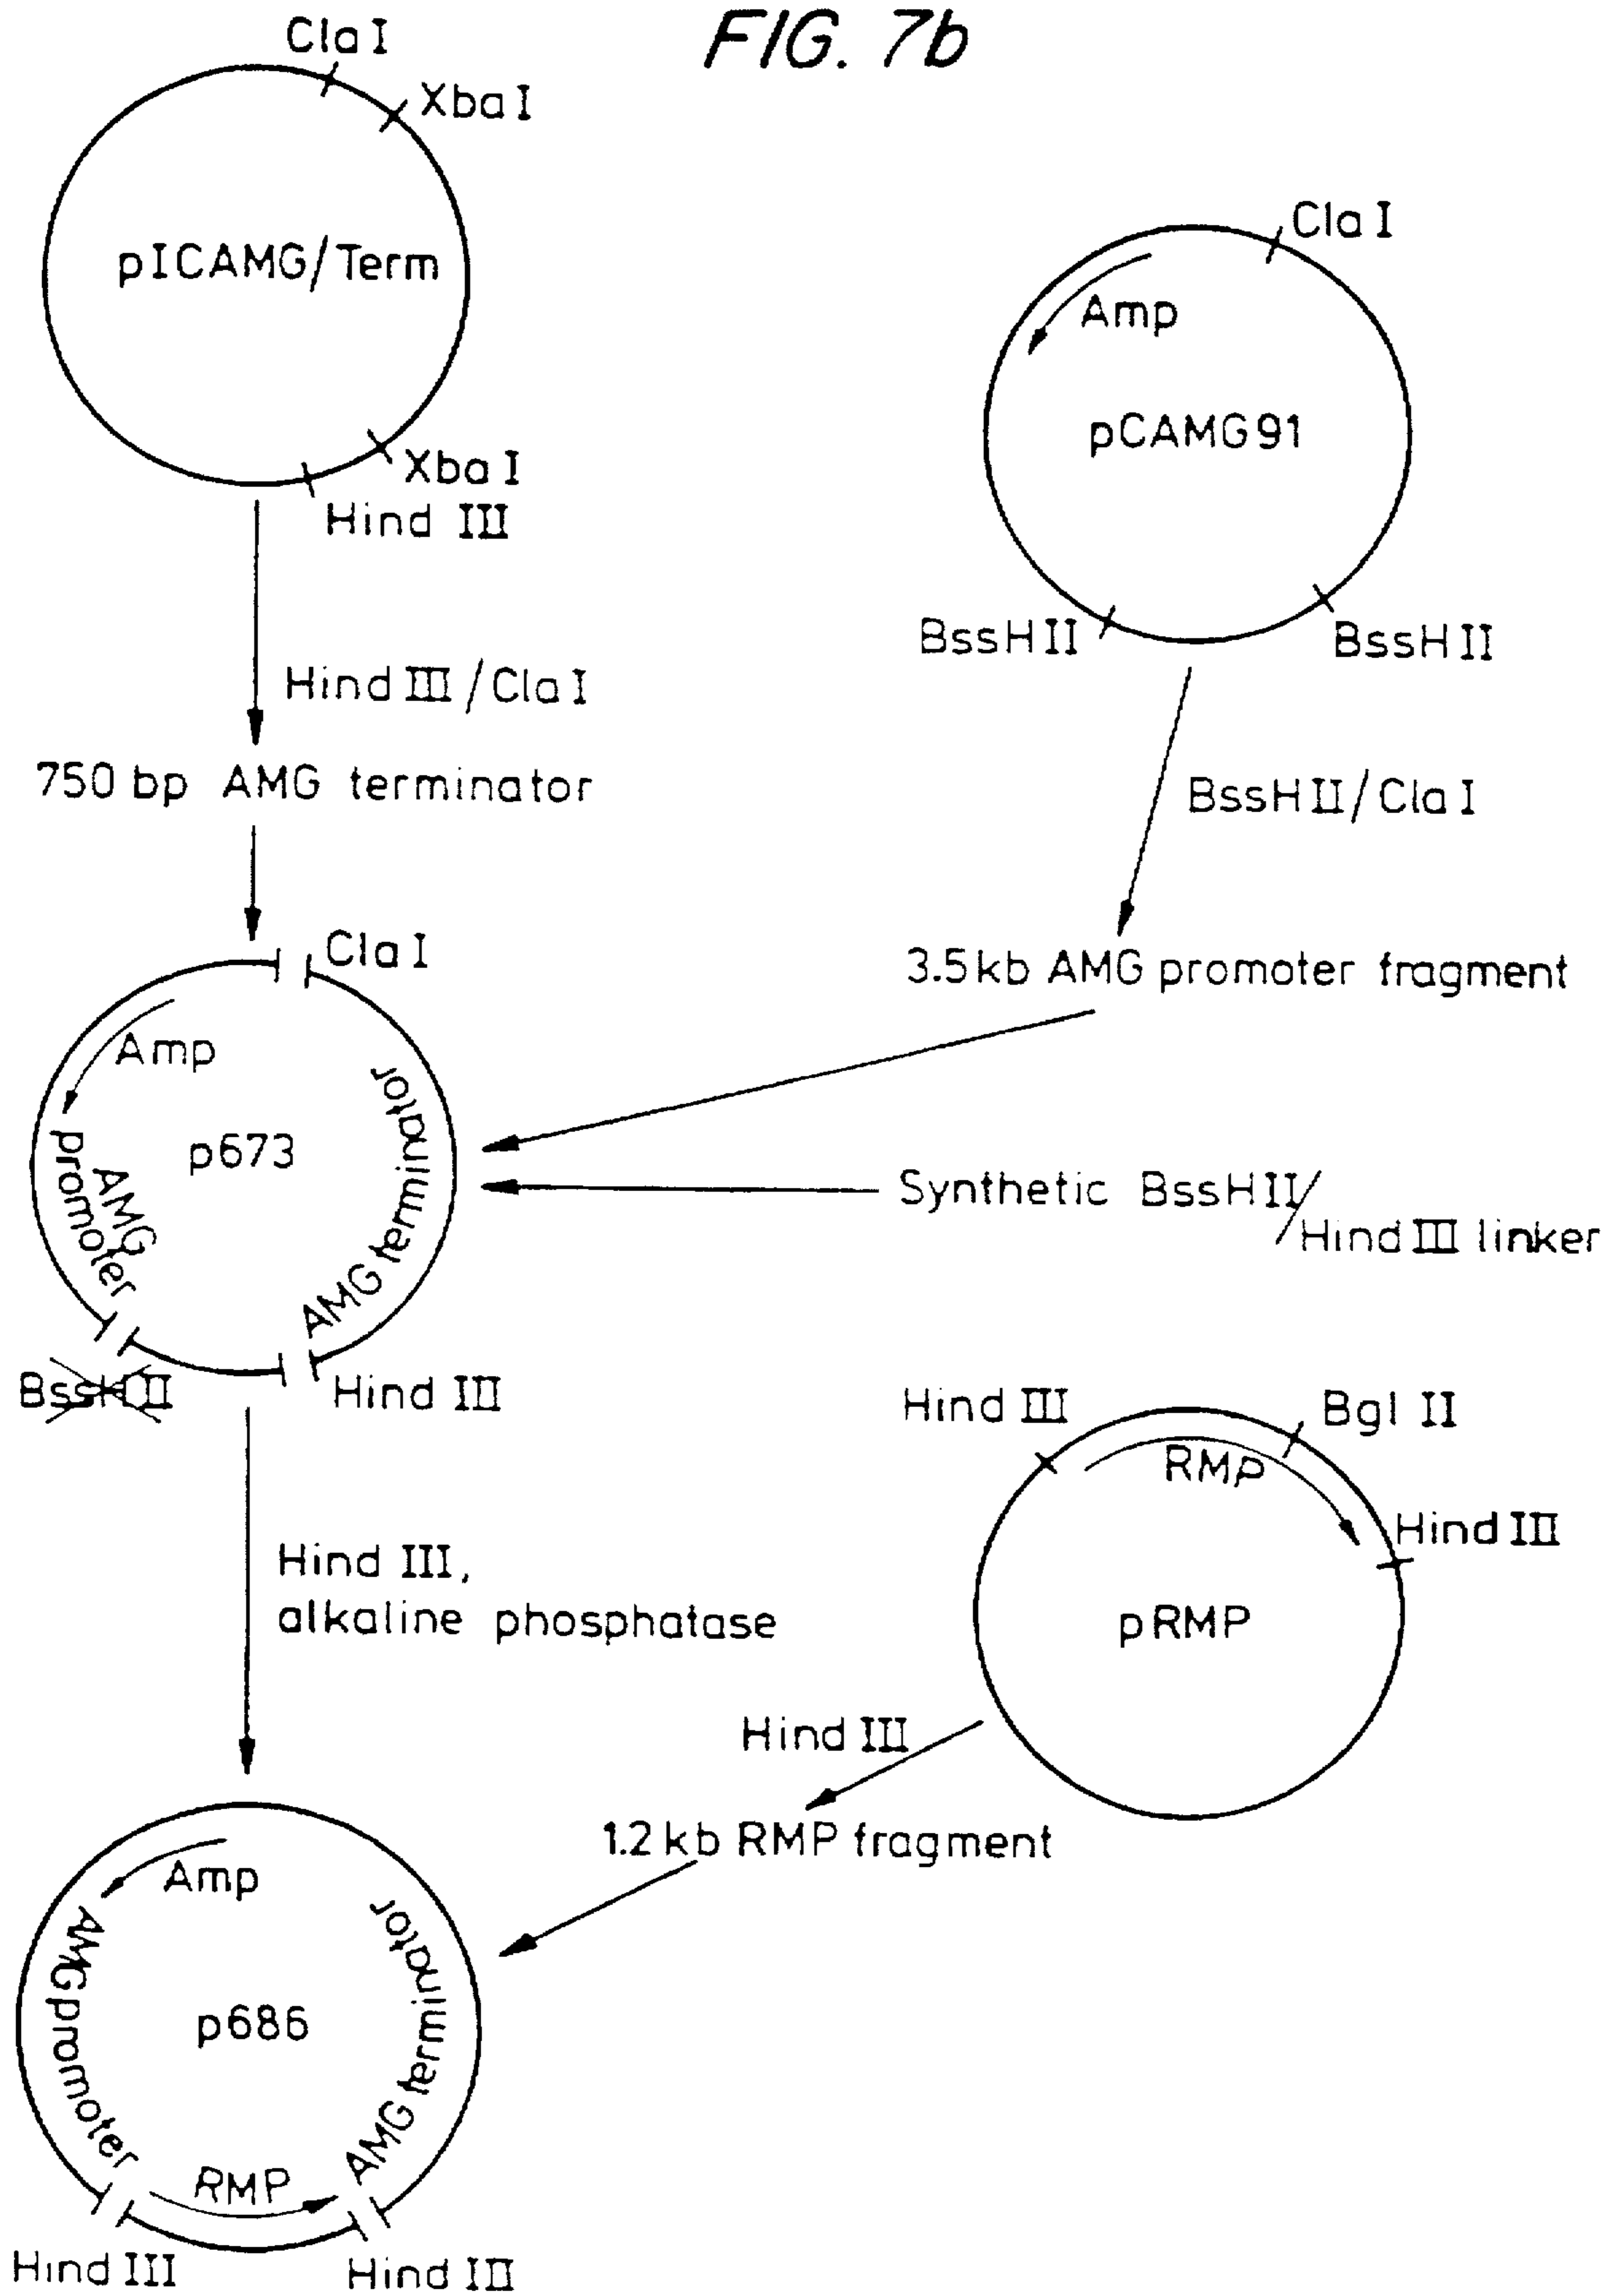 FIG. 7b
Cla I
Xba I
pICAMG/Term
Xba I
Hind III
Cla I
Amp
pCAMG91
BssH II
BssH II
Hind III/Cla I
750 bp AMG terminator
BssH II/Cla I
3.5 kb AMG promoter fragment
Cla I
Amp
p673
AMG
promoter
AMG terminator
BssH II
Hind III
Synthetic BssH II/
Hind III linker
Hind III
Bgl II
RMP
Hind III
pRMP
Hind III,
alkaline phosphatase
Hind III
1.2 kb RMP fragment
Amp
AMG promoter
p686
AMG terminator
RMP
Hind III
Hind III